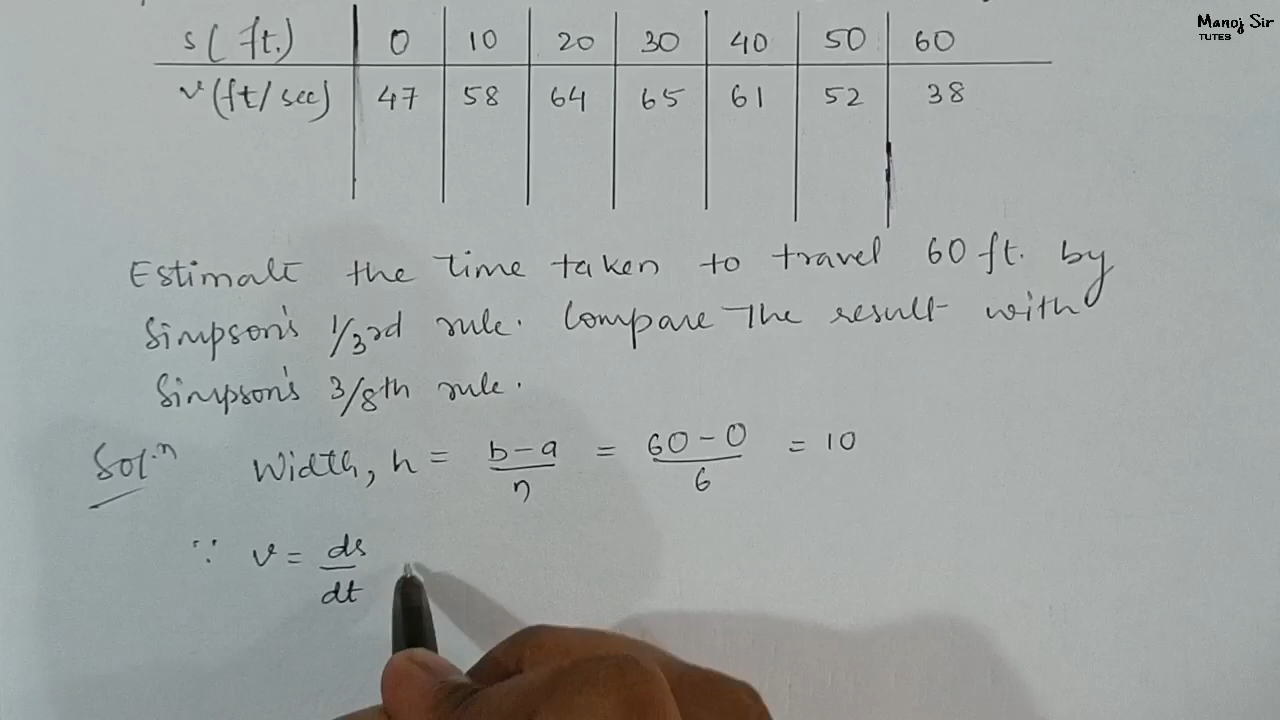 Manoj Sir
TUTES
s(ft.) 0 10 20 30 40 50 60
v(ft/sec) 47 58 64 65 61 52 38
Estimate the time taken to travel 60 ft. by
Simpson's 1/3rd rule. Compare the result with
Simpson's 3/8th rule.
Sol.n Width, h = b-a/n = 60-0/6 = 10
∵ v = ds/dt